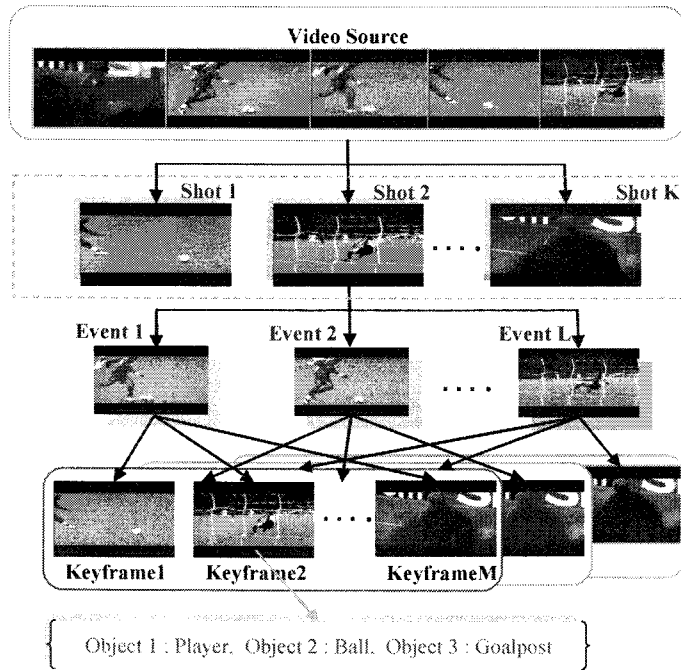 Video Source
Shot 1 Shot 2 Shot K
. . . .
Event 1 Event 2 Event L
. . . .
. . . .
Keyframe1 Keyframe2 KeyframeM
{ Object 1 : Player, Object 2 : Ball, Object 3 : Goalpost }